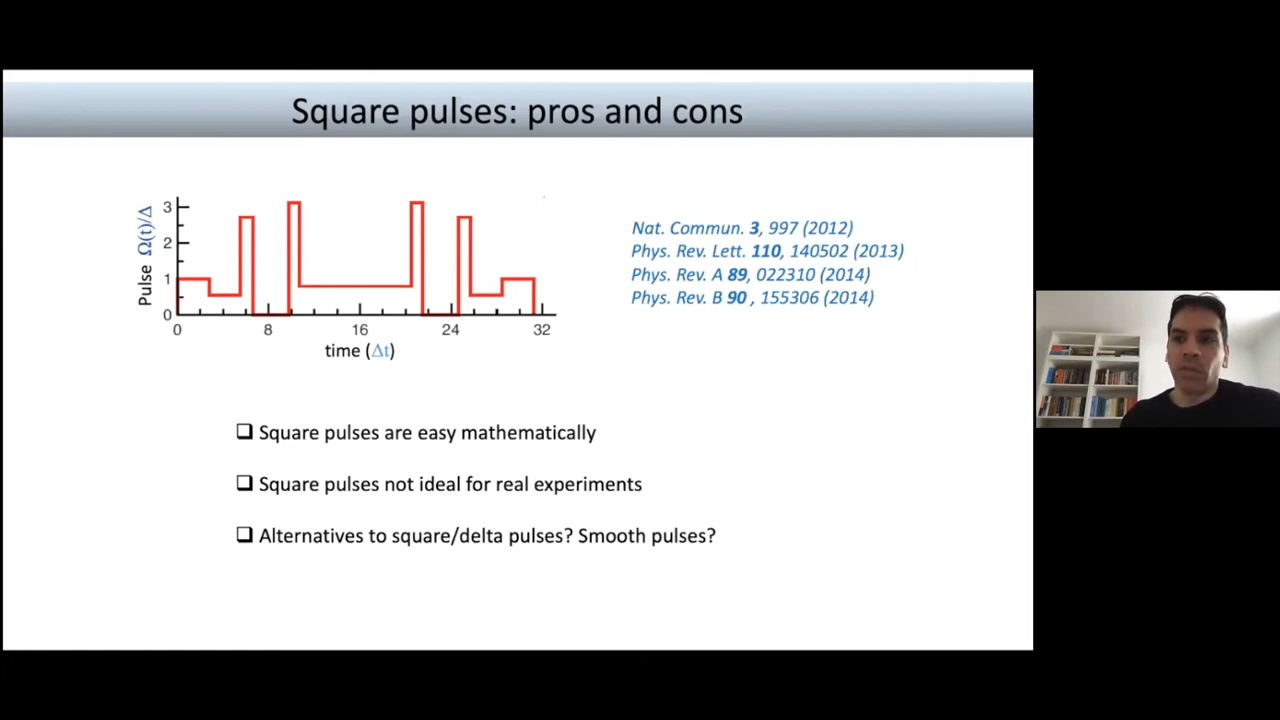 Square pulses: pros and cons
Pulse Ω(t)/Δ
3
2
1
0
0 8 16 24 32
time (Δt)
Nat. Commun. 3, 997 (2012)
Phys. Rev. Lett. 110, 140502 (2013)
Phys. Rev. A 89, 022310 (2014)
Phys. Rev. B 90 , 155306 (2014)
❑ Square pulses are easy mathematically
❑ Square pulses not ideal for real experiments
❑ Alternatives to square/delta pulses? Smooth pulses?